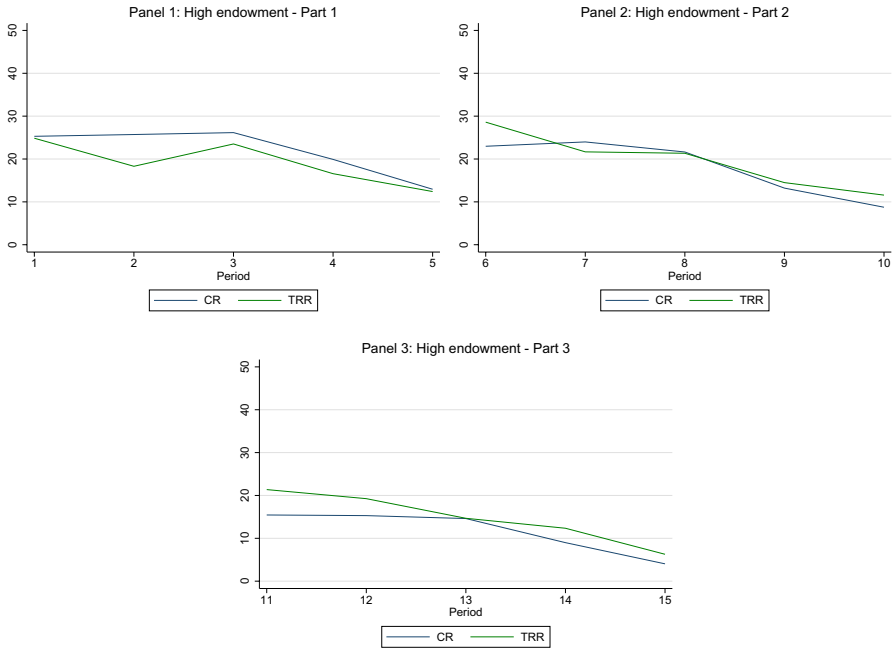 Panel 1: High endowment - Part 1
50
40
30
20
10
0
1 2 3 4 5
Period
CR TRR
Panel 2: High endowment - Part 2
50
40
30
20
10
0
6 7 8 9 10
Period
CR TRR
Panel 3: High endowment - Part 3
50
40
30
20
10
0
11 12 13 14 15
Period
CR TRR